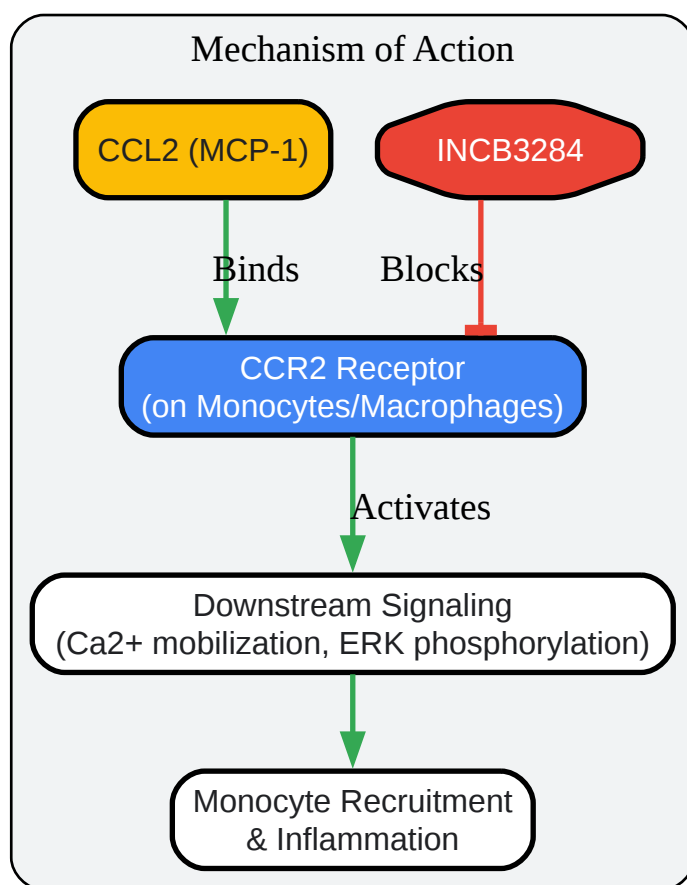 Mechanism of Action
CCL2 (MCP-1)
INCB3284
Binds
Blocks
CCR2 Receptor
(on Monocytes/Macrophages)
Activates
Downstream Signaling
(Ca2+ mobilization, ERK phosphorylation)
Monocyte Recruitment
& Inflammation